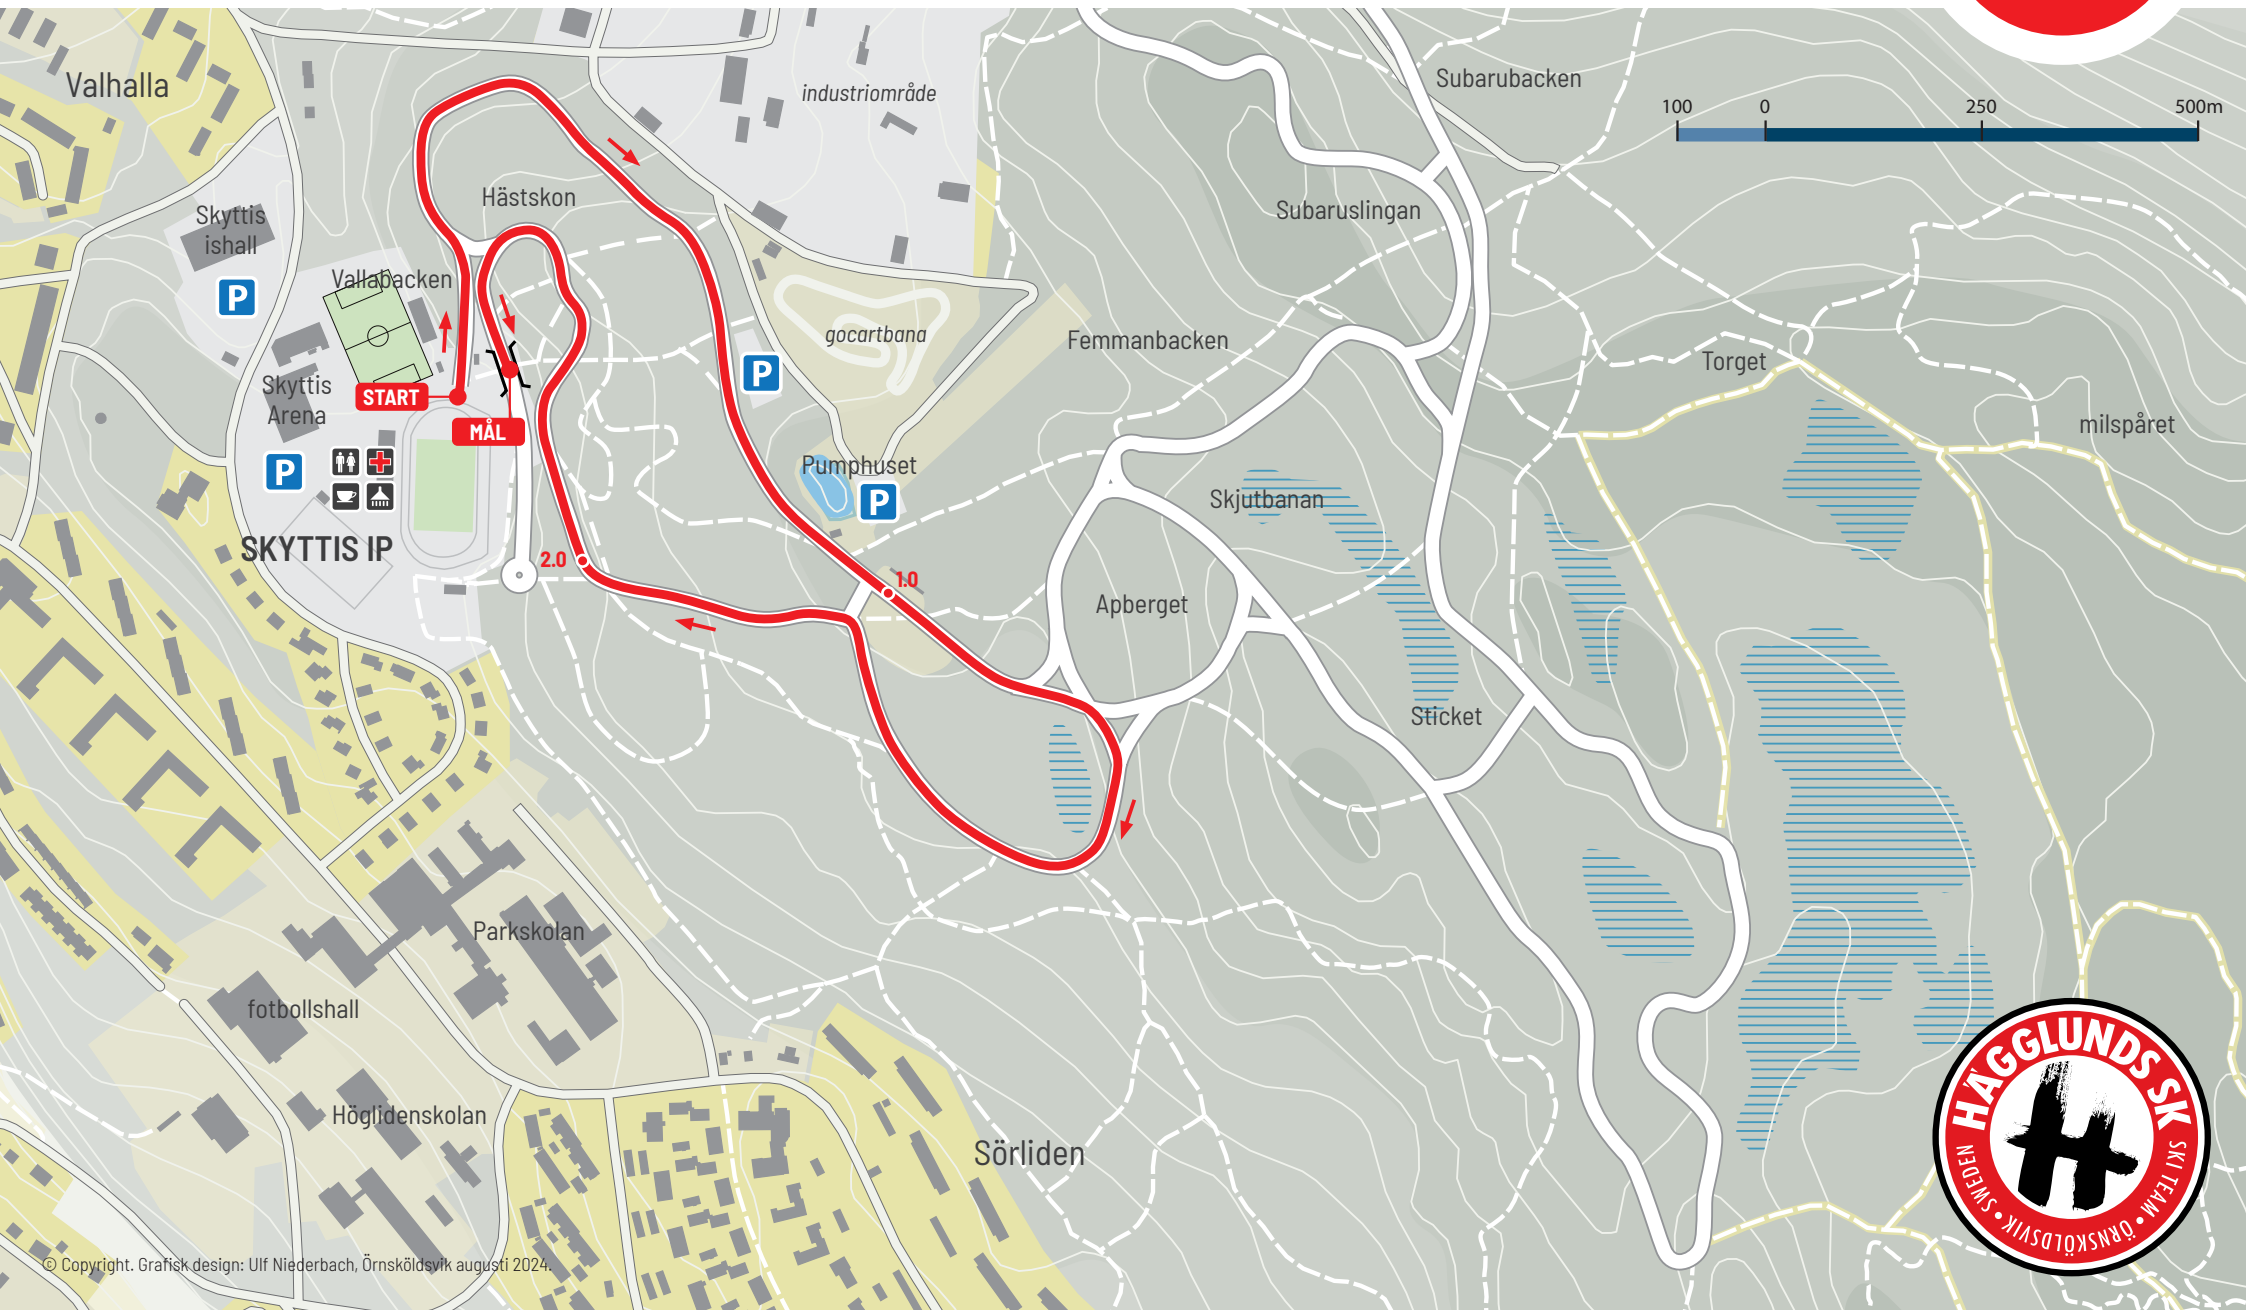 Valhalla
industriområde
Subarubacken
100 0 250 500m
Hästskon
Skyttis
ishall
Subaruslingan
Vallabacken
P
gocartbana
Femmanbacken
Torget
P
Skyttis
Arena
START
MÅL
milspåret
P
Pumphuset
P
Skjutbanan
SKYTTIS IP
2.0
1.0
Apberget
Sticket
Parkskolan
fotbollshall
Höglidenskolan
Sörliden
HÄGGLUNDS SK
SKI TEAM • ÖRNSKÖLDSVIK • SWEDEN
© Copyright. Grafisk design: Ulf Niederbach, Örnsköldsvik augusti 2024.